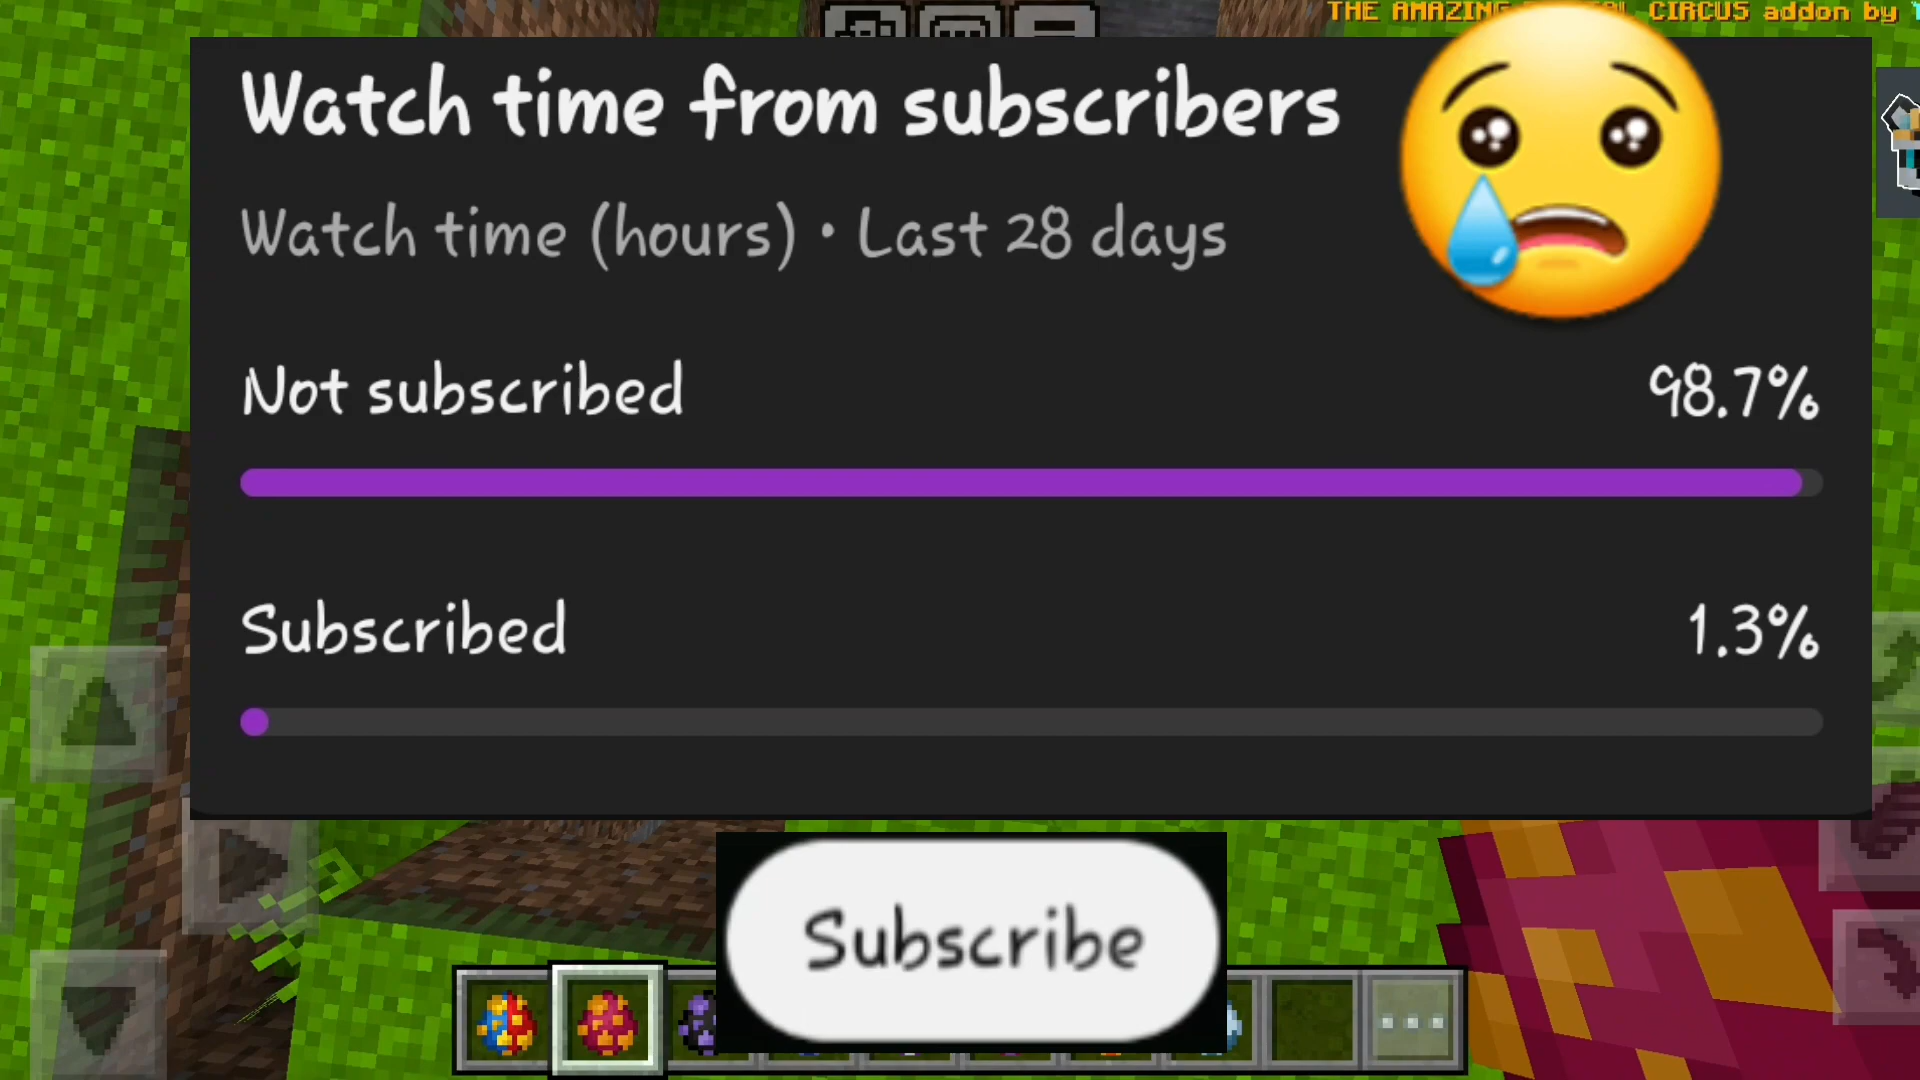 THE AMAZING CIRCUS addon by
Watch time from subscribers
Watch time (hours) • Last 28 days
Not subscribed 98.7%
Subscribed 1.3%
Subscribe